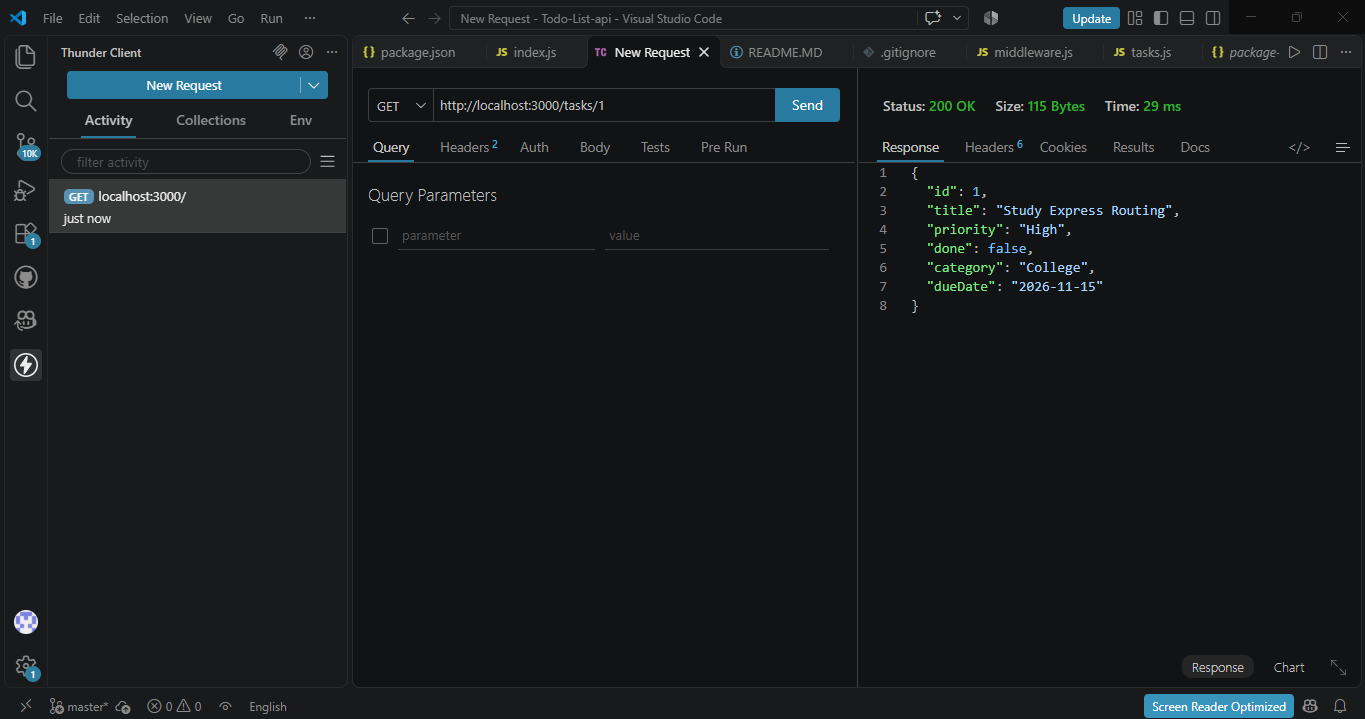 File Edit Selection View Go Run ··· New Request - Todo-List-api - Visual Studio Code Update
Thunder Client
New Request
Activity Collections Env
filter activity
GET localhost:3000/
just now
{} package.json JS index.js TC New Request README.MD .gitignore JS middleware.js JS tasks.js {} package-
GET http://localhost:3000/tasks/1 Send
Query Headers 2 Auth Body Tests Pre Run
Query Parameters
parameter value
Status: 200 OK Size: 115 Bytes Time: 29 ms
Response Headers 6 Cookies Results Docs </>
1 {
2 "id": 1,
3 "title": "Study Express Routing",
4 "priority": "High",
5 "done": false,
6 "category": "College",
7 "dueDate": "2026-11-15"
8 }
Response Chart
10K
1
1
master* 0 0 English Screen Reader Optimized